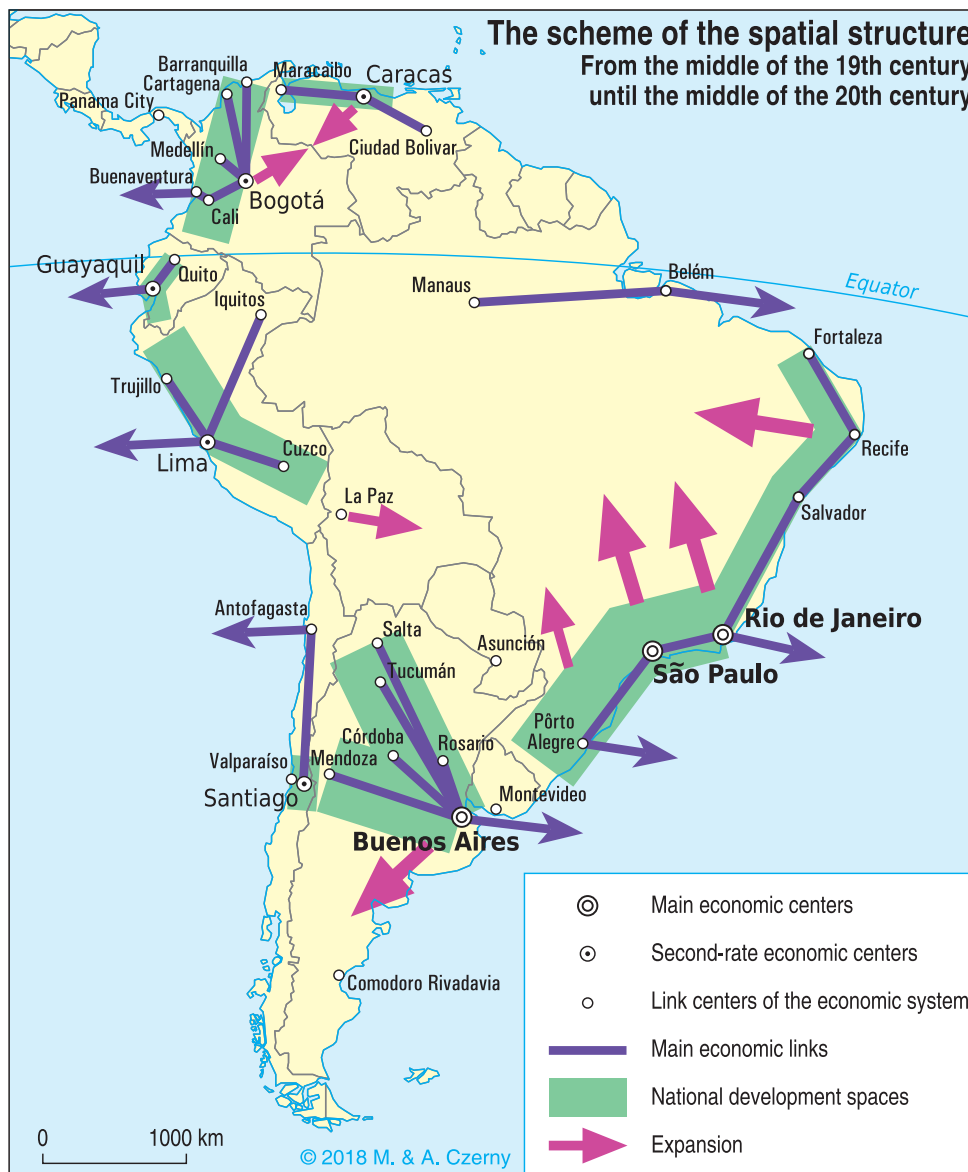 The scheme of the spatial structure
From the middle of the 19th century
until the middle of the 20th century
Barranquilla
Cartagena
Maracaibo
Caracas
Panama City
Ciudad Bolivar
Medellín
Buenaventura
Bogotá
Cali
Guayaquil
Quito
Iquitos
Manaus
Belém
Equator
Fortaleza
Trujillo
Recife
Lima
Cuzco
La Paz
Salvador
Antofagasta
Salta
Asunción
Rio de Janeiro
Tucumán
São Paulo
Pôrto
Alegre
Córdoba
Rosario
Valparaíso
Mendoza
Santiago
Montevideo
Buenos Aires
Comodoro Rivadavia
Main economic centers
Second-rate economic centers
Link centers of the economic system
Main economic links
National development spaces
Expansion
0 1000 km
© 2018 M. & A. Czerny